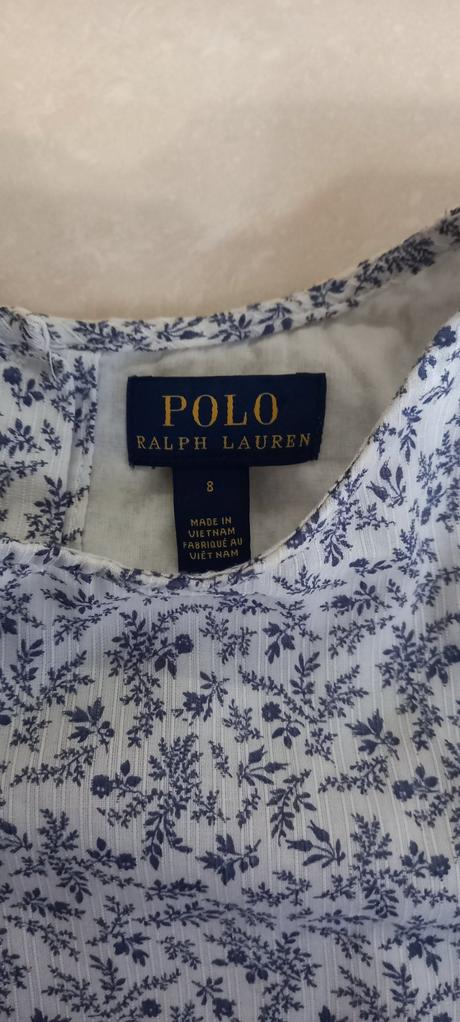 POLO
RALPH LAUREN
8
MADE IN
VIETNAM
FABRIQUÉ AU
VIÊT NAM